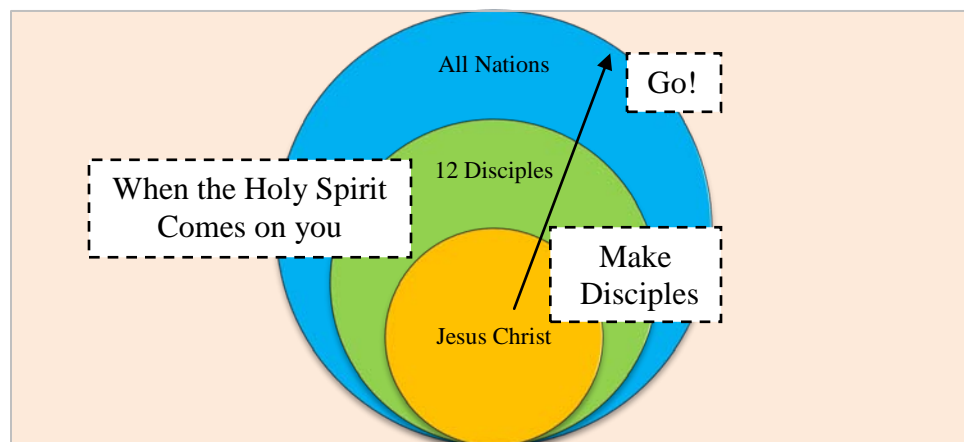 All Nations
Go!
12 Disciples
When the Holy Spirit
Comes on you
Make
Disciples
Jesus Christ